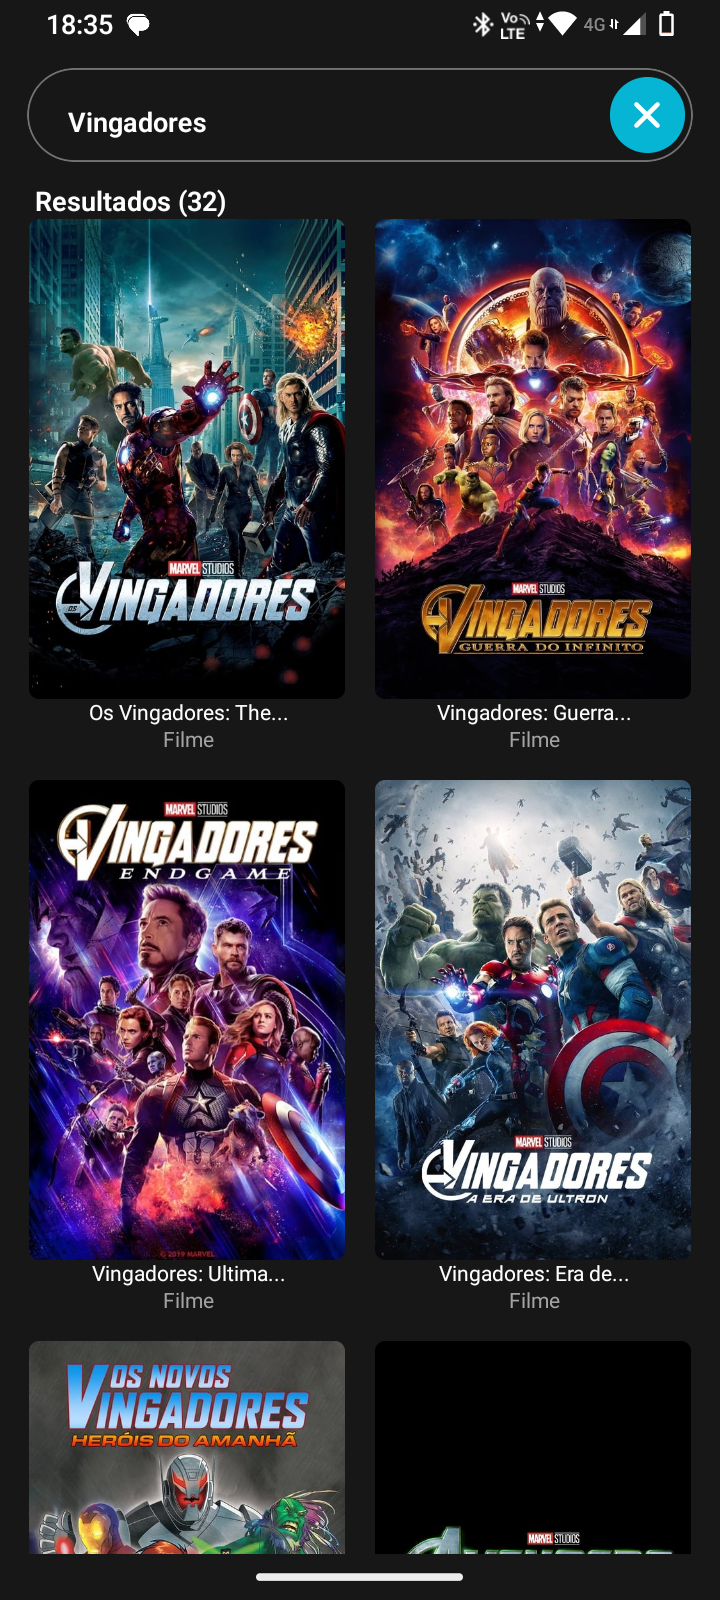 18:35
Vo
LTE
4G
Vingadores
Resultados (32)
MARVEL STUDIOS
OS VINGADORES
MARVEL STUDIOS
VINGADORES
GUERRA DO INFINITO
Os Vingadores: The...
Filme
Vingadores: Guerra...
Filme
MARVEL STUDIOS
VINGADORES
ENDGAME
© 2019 MARVEL
MARVEL STUDIOS
VINGADORES
A ERA DE ULTRON
Vingadores: Ultima...
Filme
Vingadores: Era de...
Filme
OS NOVOS
VINGADORES
HERÓIS DO AMANHÃ
MARVEL STUDIOS